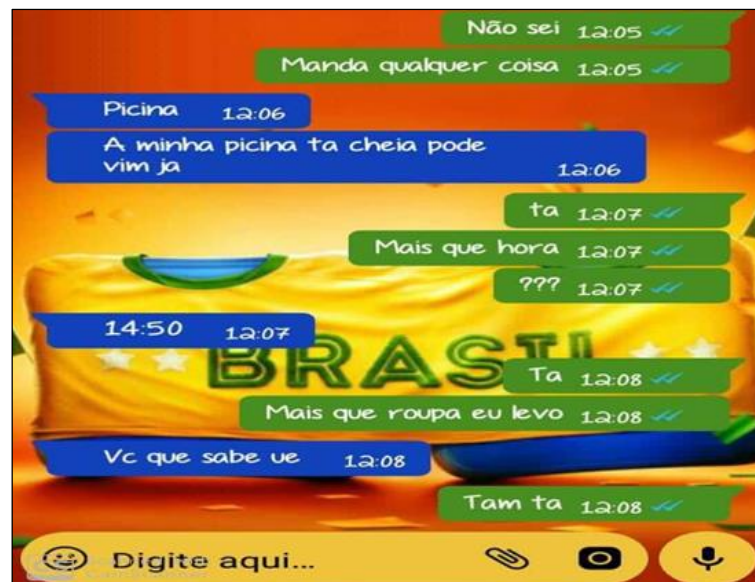 Não sei 12:05
Manda qualquer coisa 12:05
Picina 12:06
A minha picina ta cheia pode
vim ja 12:06
ta 12:07
Mais que hora 12:07
??? 12:07
14:50 12:07
BRASIL
Ta 12:08
Mais que roupa eu levo 12:08
Vc que sabe ue 12:08
Tam ta 12:08
Digite aqui...